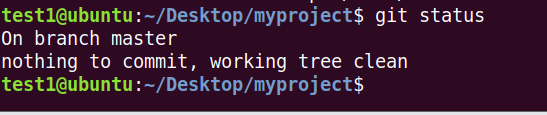 test1@ubuntu:~/Desktop/myproject$ git status
On branch master
nothing to commit, working tree clean
test1@ubuntu:~/Desktop/myproject$